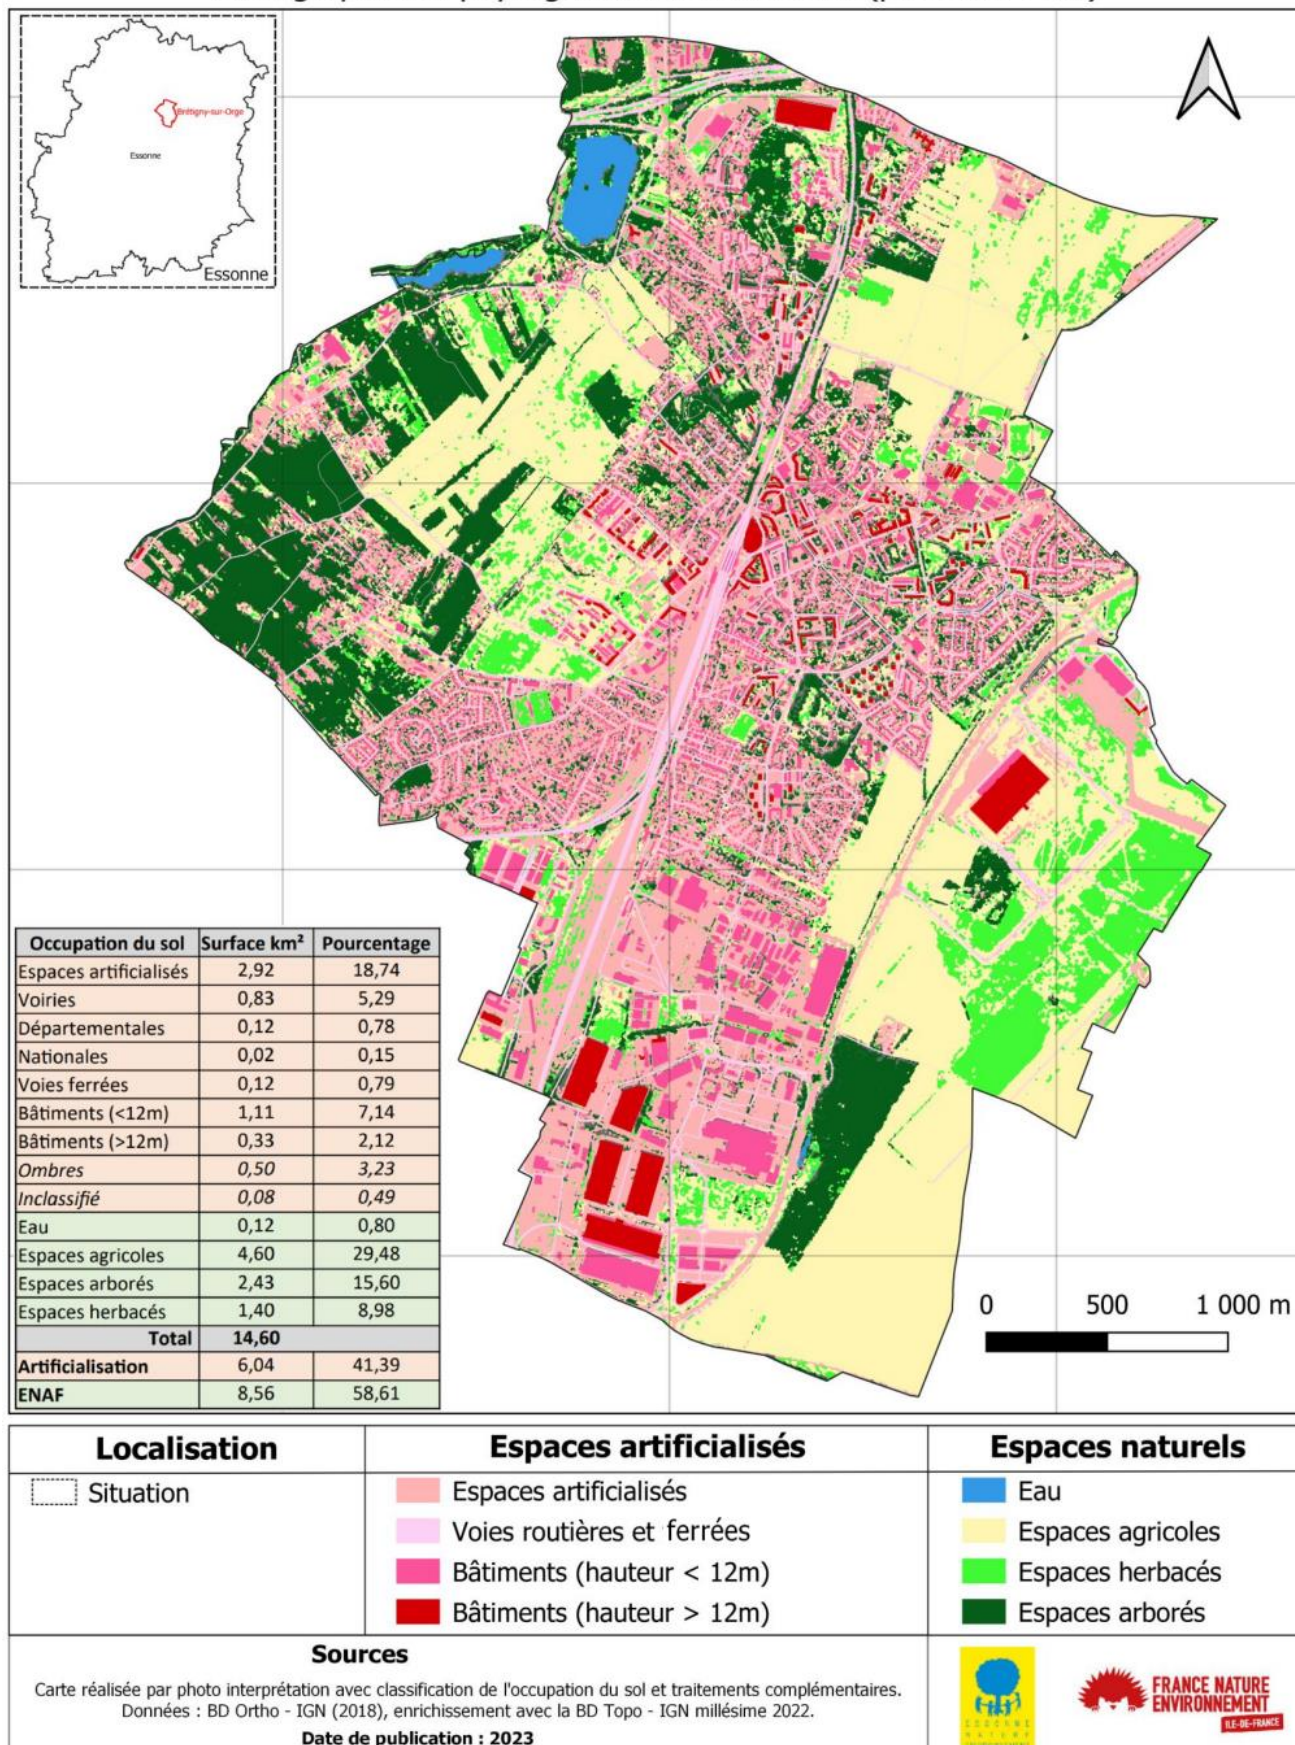 Brétigny-sur-Orge
Essonne
Essonne
Occupation du sol Surface km² Pourcentage
Espaces artificialisés 2,92 18,74
Voiries 0,83 5,29
Départementales 0,12 0,78
Nationales 0,02 0,15
Voies ferrées 0,12 0,79
Bâtiments (<12m) 1,11 7,14
Bâtiments (>12m) 0,33 2,12
Ombres 0,50 3,23
Inclassifié 0,08 0,49
Eau 0,12 0,80
Espaces agricoles 4,60 29,48
Espaces arborés 2,43 15,60
Espaces herbacés 1,40 8,98
Total 14,60
Artificialisation 6,04 41,39
ENAF 8,56 58,61
0 500 1 000 m
Localisation
Situation
Espaces artificialisés
Espaces artificialisés
Voies routières et ferrées
Bâtiments (hauteur < 12m)
Bâtiments (hauteur > 12m)
Espaces naturels
Eau
Espaces agricoles
Espaces herbacés
Espaces arborés
Sources
Carte réalisée par photo interprétation avec classification de l'occupation du sol et traitements complémentaires.
Données : BD Ortho - IGN (2018), enrichissement avec la BD Topo - IGN millésime 2022.
Date de publication : 2023
ESSONNE
NATURE
FRANCE NATURE
ENVIRONNEMENT
ILE-DE-FRANCE